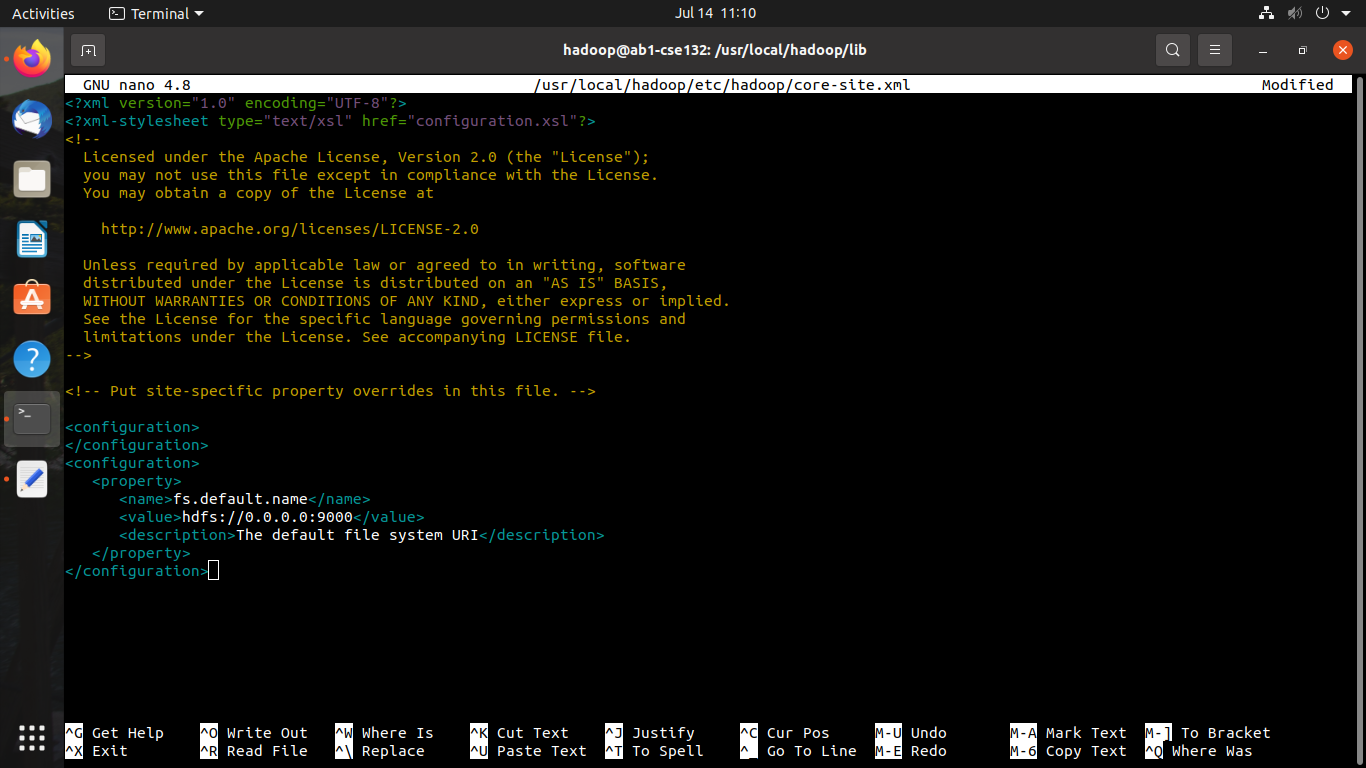 Activities Terminal Jul 14 11:10
hadoop@ab1-cse132: /usr/local/hadoop/lib
GNU nano 4.8 /usr/local/hadoop/etc/hadoop/core-site.xml Modified
<?xml version="1.0" encoding="UTF-8"?>
<?xml-stylesheet type="text/xsl" href="configuration.xsl"?>
<!--
  Licensed under the Apache License, Version 2.0 (the "License");
  you may not use this file except in compliance with the License.
  You may obtain a copy of the License at

    http://www.apache.org/licenses/LICENSE-2.0

  Unless required by applicable law or agreed to in writing, software
  distributed under the License is distributed on an "AS IS" BASIS,
  WITHOUT WARRANTIES OR CONDITIONS OF ANY KIND, either express or implied.
  See the License for the specific language governing permissions and
  limitations under the License. See accompanying LICENSE file.
-->

<!-- Put site-specific property overrides in this file. -->

<configuration>
</configuration>
<configuration>
   <property>
      <name>fs.default.name</name>
      <value>hdfs://0.0.0.0:9000</value>
      <description>The default file system URI</description>
   </property>
</configuration>
^G Get Help ^O Write Out ^W Where Is ^K Cut Text ^J Justify ^C Cur Pos M-U Undo M-A Mark Text M-] To Bracket
^X Exit ^R Read File ^\ Replace ^U Paste Text ^T To Spell ^_ Go To Line M-E Redo M-6 Copy Text ^Q Where Was